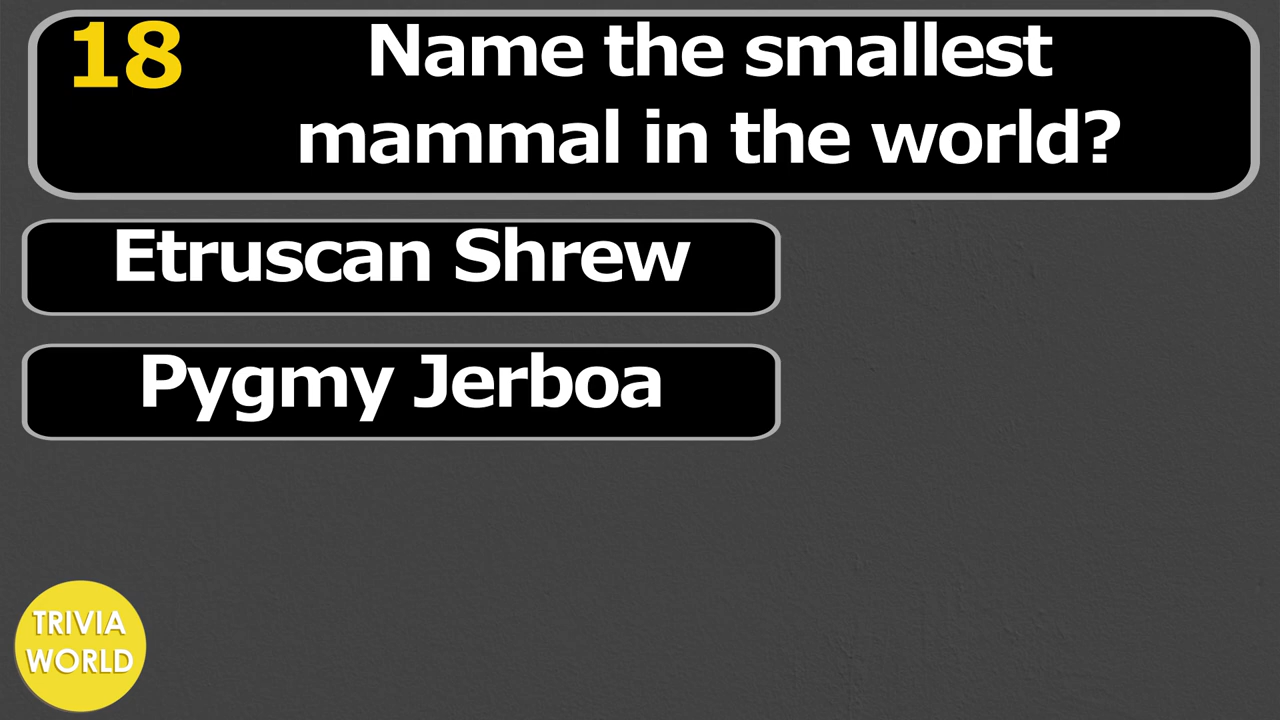 18
Name the smallest
mammal in the world?
Etruscan Shrew
Pygmy Jerboa
TRIVIA
WORLD